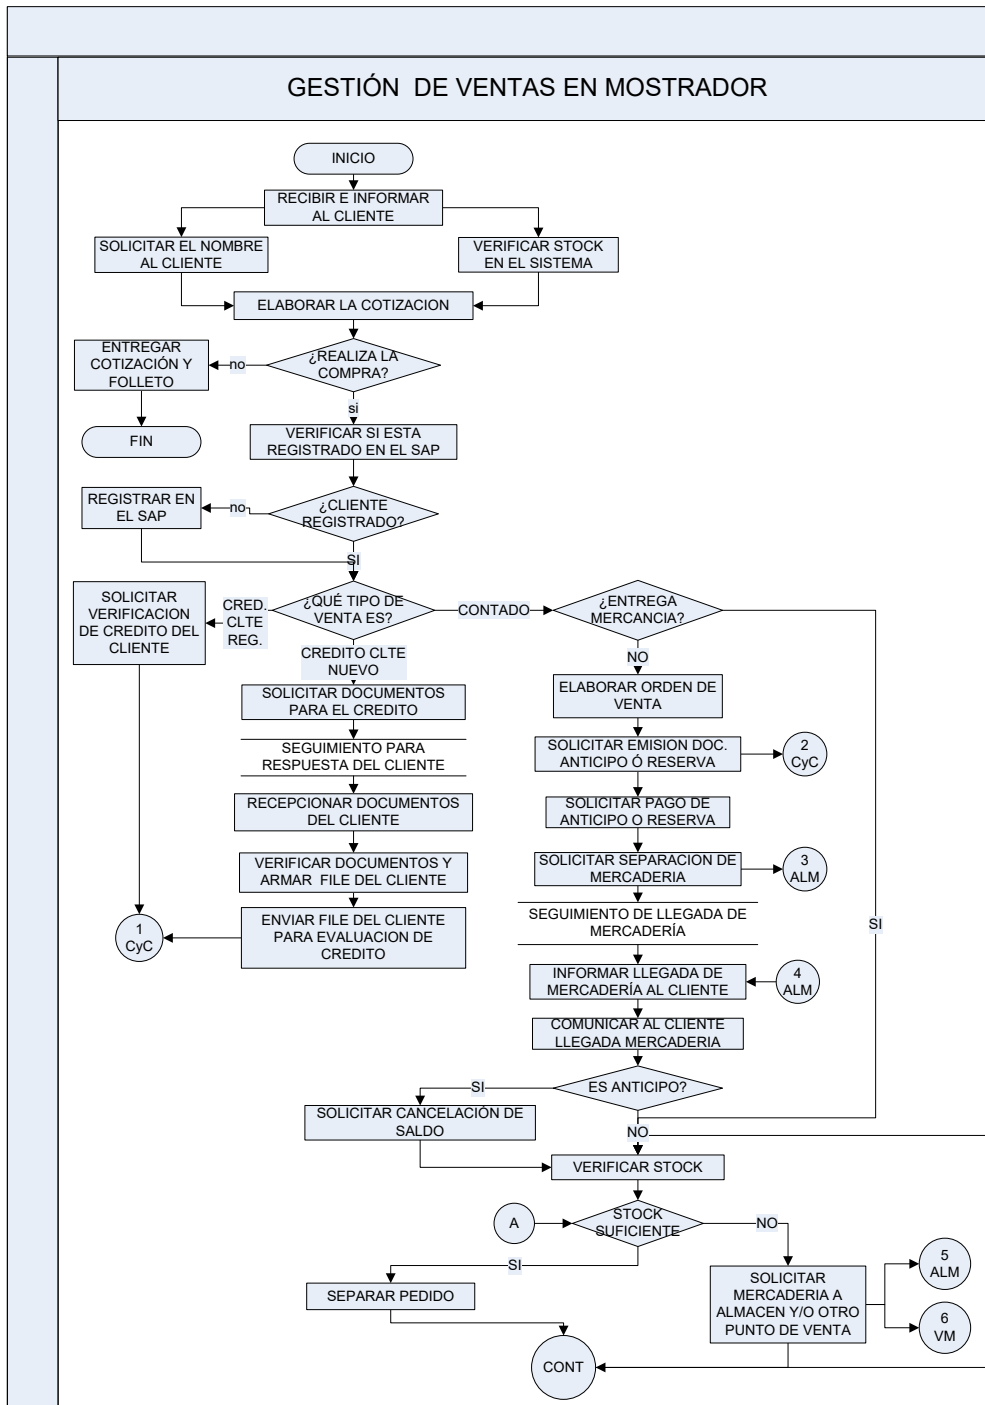 GESTIÓN DE VENTAS EN MOSTRADOR
INICIO
RECIBIR E INFORMAR
AL CLIENTE
SOLICITAR EL NOMBRE
AL CLIENTE
VERIFICAR STOCK
EN EL SISTEMA
ELABORAR LA COTIZACION
¿REALIZA LA
COMPRA?
no
ENTREGAR
COTIZACIÓN Y
FOLLETO
si
FIN
VERIFICAR SI ESTA
REGISTRADO EN EL SAP
¿CLIENTE
REGISTRADO?
no
REGISTRAR EN
EL SAP
SI
¿QUÉ TIPO DE
VENTA ES?
CRED.
CLTE
REG.
SOLICITAR
VERIFICACION
DE CREDITO DEL
CLIENTE
CONTADO
¿ENTREGA
MERCANCIA?
CREDITO CLTE
NUEVO
NO
SOLICITAR DOCUMENTOS
PARA EL CREDITO
ELABORAR ORDEN DE
VENTA
SEGUIMIENTO PARA
RESPUESTA DEL CLIENTE
SOLICITAR EMISION DOC.
ANTICIPO Ó RESERVA
2
CyC
RECEPCIONAR DOCUMENTOS
DEL CLIENTE
SOLICITAR PAGO DE
ANTICIPO O RESERVA
VERIFICAR DOCUMENTOS Y
ARMAR FILE DEL CLIENTE
SOLICITAR SEPARACION DE
MERCADERIA
3
ALM
ENVIAR FILE DEL CLIENTE
PARA EVALUACION DE
CREDITO
1
CyC
SEGUIMIENTO DE LLEGADA DE
MERCADERÍA
SI
INFORMAR LLEGADA DE
MERCADERÍA AL CLIENTE
4
ALM
COMUNICAR AL CLIENTE
LLEGADA MERCADERIA
ES ANTICIPO?
SI
SOLICITAR CANCELACIÓN DE
SALDO
NO
VERIFICAR STOCK
A
STOCK
SUFICIENTE
NO
SI
SEPARAR PEDIDO
SOLICITAR
MERCADERIA A
ALMACEN Y/O OTRO
PUNTO DE VENTA
5
ALM
6
VM
CONT